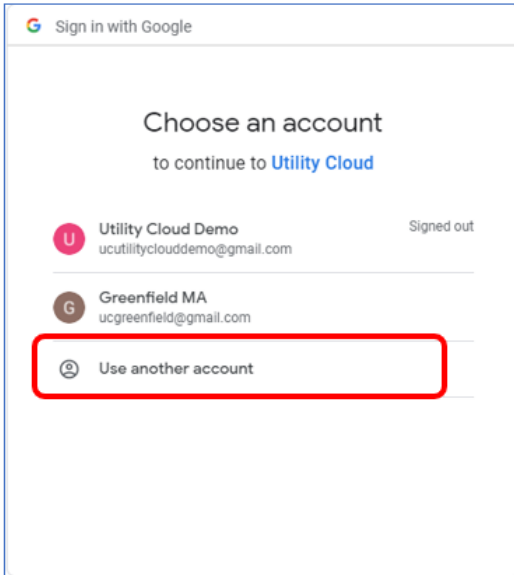 G Sign in with Google
Choose an account
to continue to Utility Cloud
U Utility Cloud Demo Signed out
ucutilityclouddemo@gmail.com
G Greenfield MA
ucgreenfield@gmail.com
Use another account